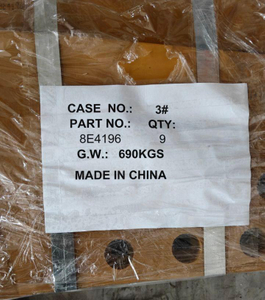 CASE NO.: 3#
PART NO.: QTY:
8E4196 9
G.W.: 690KGS
MADE IN CHINA